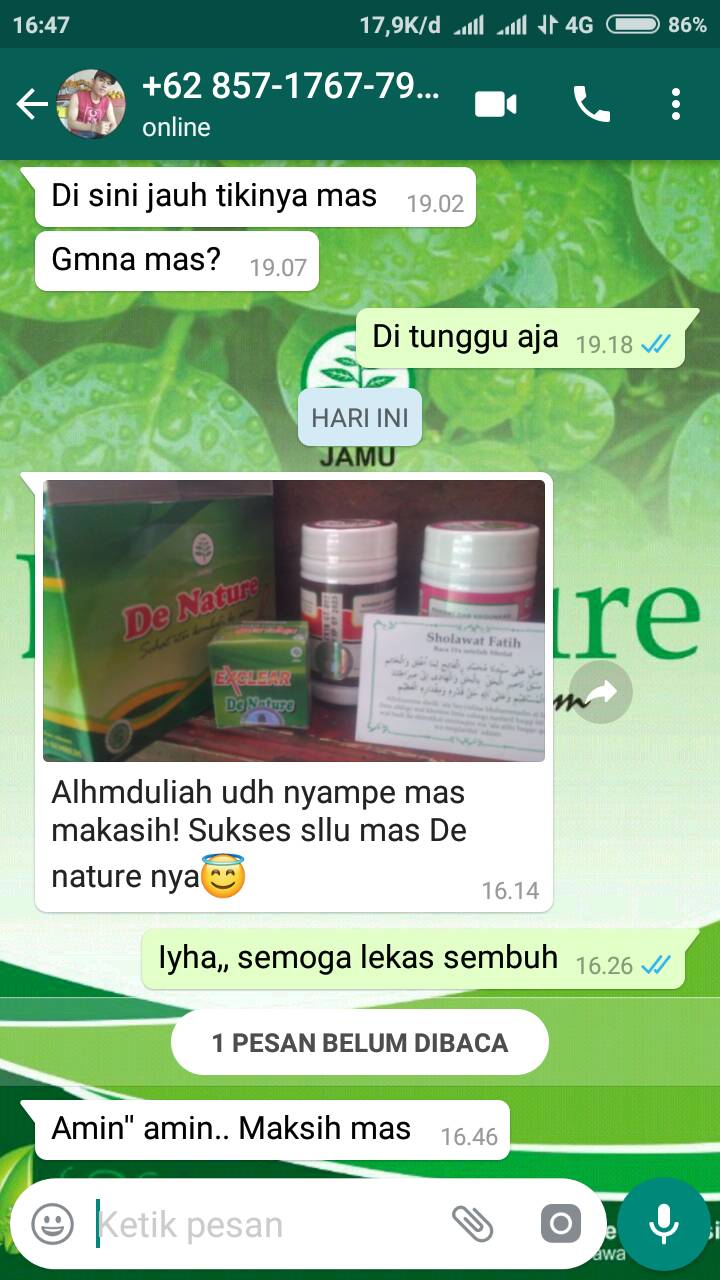 16:47
17,9K/d
4G
86%
+62 857-1767-79...
online
Di sini jauh tikinya mas
19.02
Gmna mas?
19.07
Di tunggu aja
19.18
HARI INI
JAMU
De Nature
EXCLEAR
De Nature
Sholawat Fatih
ure
Alhmduliah udh nyampe mas
makasih! Sukses sllu mas De
nature nya😇
16.14
Iyha,, semoga lekas sembuh
16.26
1 PESAN BELUM DIBACA
Amin" amin.. Maksih mas
16.46
Ketik pesan